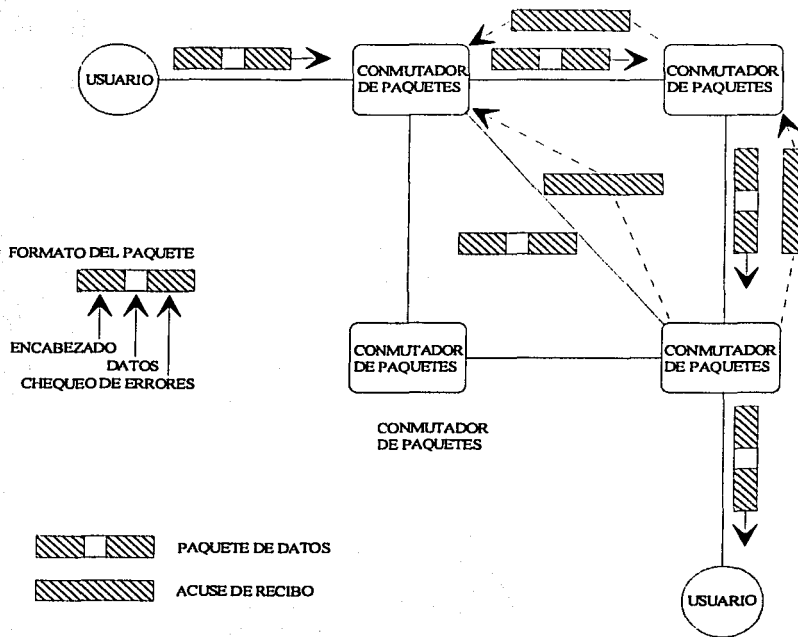 USUARIO
CONMUTADOR
DE PAQUETES
CONMUTADOR
DE PAQUETES
FORMATO DEL PAQUETE
ENCABEZADO
DATOS
CHEQUEO DE ERRORES
CONMUTADOR
DE PAQUETES
CONMUTADOR
DE PAQUETES
CONMUTADOR
DE PAQUETES
PAQUETE DE DATOS
ACUSE DE RECIBO
USUARIO